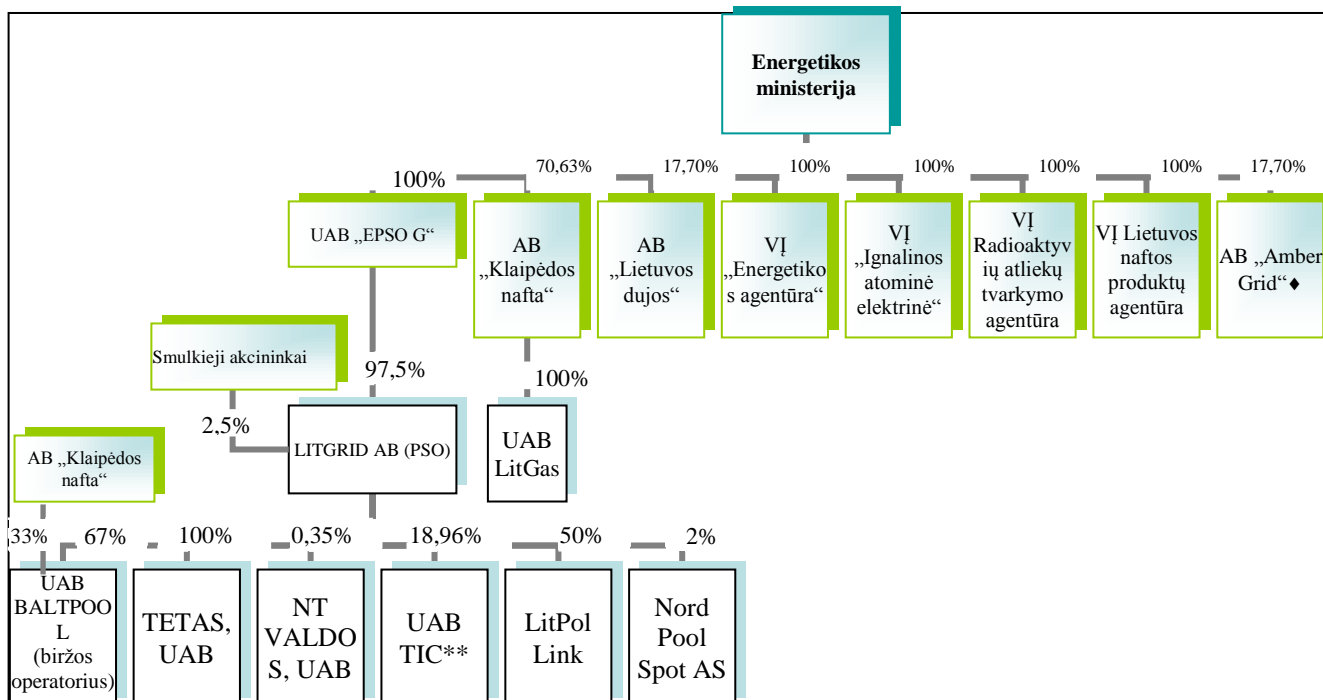 Energetikos
ministerija
100%
70,63%
17,70%
100%
100%
100%
100%
17,70%
UAB „EPSO G“
AB
„Klaipėdos
nafta“
AB
„Lietuvos
dujos“
VĮ
„Energetiko
s agentūra“
VĮ
„Ignalinos
atominė
elektrinė“
VĮ
Radioaktyv
ių atliekų
tvarkymo
agentūra
VĮ Lietuvos
naftos
produktų
agentūra
AB „Amber
Grid“♦
Smulkieji akcininkai
97,5%
100%
2,5%
LITGRID AB (PSO)
UAB
LitGas
AB „Klaipėdos
nafta“
33%
67%
100%
0,35%
18,96%
50%
2%
UAB
BALTPOO
L
(biržos
operatorius)
TETAS,
UAB
NT
VALDO
S, UAB
UAB
TIC**
LitPol
Link
Nord
Pool
Spot AS